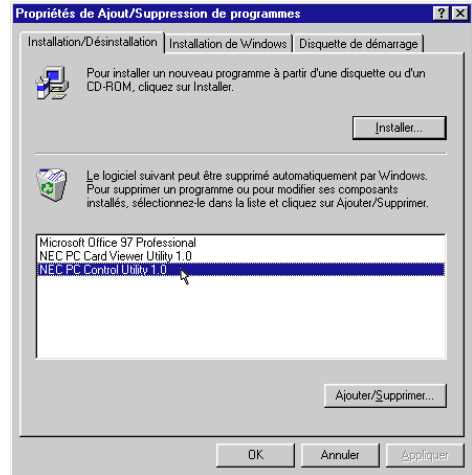 Propriétés de Ajout/Suppression de programmes
Installation/Désinstallation Installation de Windows Disquette de démarrage
Pour installer un nouveau programme à partir d'une disquette ou d'un
CD-ROM, cliquez sur Installer.
Installer...
Le logiciel suivant peut être supprimé automatiquement par Windows.
Pour supprimer un programme ou pour modifier ses composants
installés, sélectionnez-le dans la liste et cliquez sur Ajouter/Supprimer.
Microsoft Office 97 Professional
NEC PC Card Viewer Utility 1.0
NEC PC Control Utility 1.0
Ajouter/Supprimer...
OK Annuler Appliquer